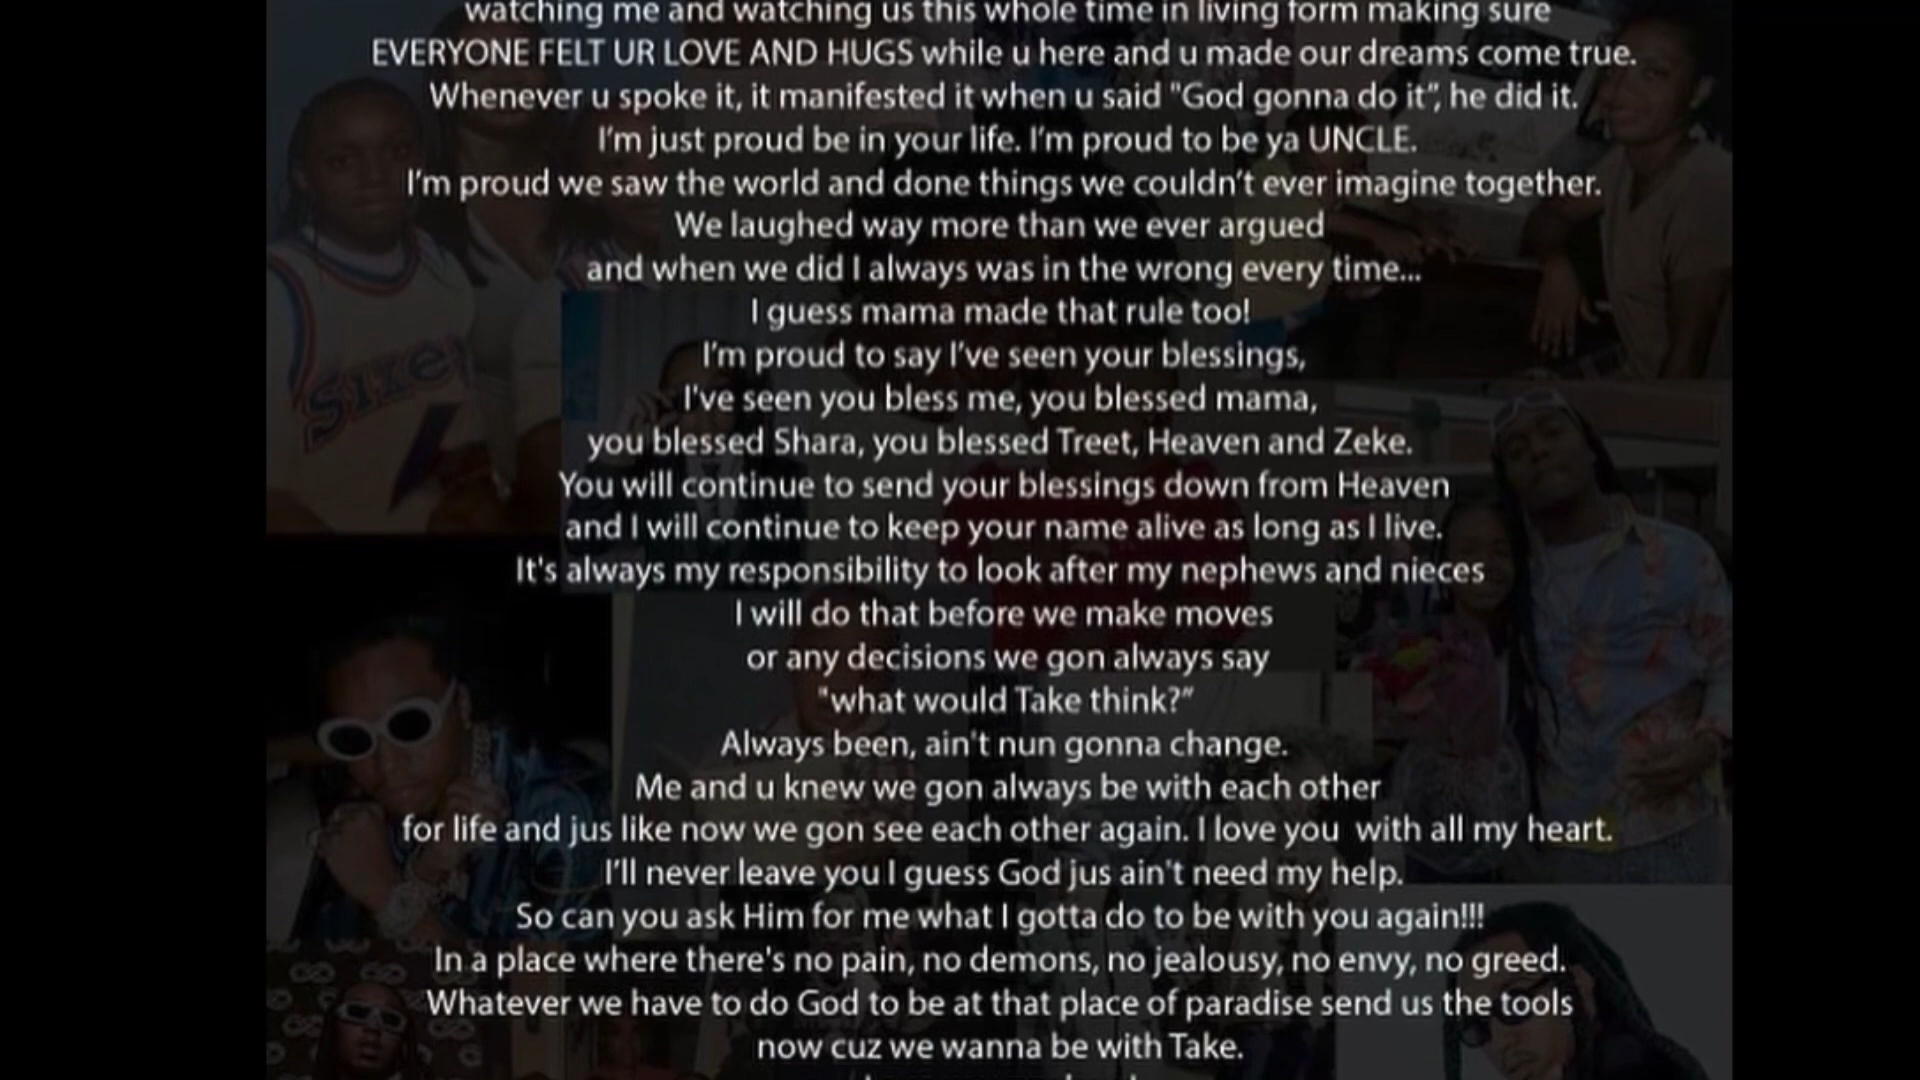 watching me and watching us this whole time in living form making sure
EVERYONE FELT UR LOVE AND HUGS while u here and u made our dreams come true.
Whenever u spoke it, it manifested it when u said "God gonna do it", he did it.
I'm just proud be in your life. I'm proud to be ya UNCLE.
I'm proud we saw the world and done things we couldn't ever imagine together.
We laughed way more than we ever argued
and when we did I always was in the wrong every time...
I guess mama made that rule too!
I'm proud to say I've seen your blessings,
I've seen you bless me, you blessed mama,
you blessed Shara, you blessed Treet, Heaven and Zeke.
You will continue to send your blessings down from Heaven
and I will continue to keep your name alive as long as I live.
It's always my responsibility to look after my nephews and nieces
I will do that before we make moves
or any decisions we gon always say
"what would Take think?"
Always been, ain't nun gonna change.
Me and u knew we gon always be with each other
for life and jus like now we gon see each other again. I love you  with all my heart.
I'll never leave you I guess God jus ain't need my help.
So can you ask Him for me what I gotta do to be with you again!!!
In a place where there's no pain, no demons, no jealousy, no envy, no greed.
Whatever we have to do God to be at that place of paradise send us the tools
now cuz we wanna be with Take.